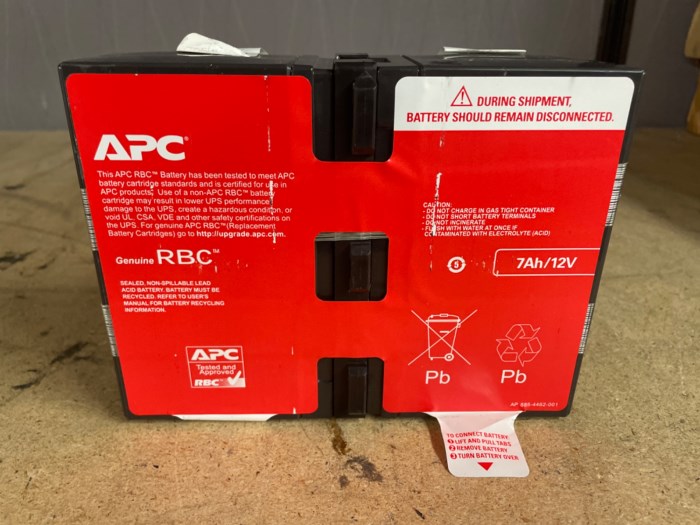 APC
This APC RBC™ Battery has been tested to meet APC
battery cartridge standards and is certified for use in
APC products. Use of a non-APC RBC™ battery
cartridge may result in lower UPS performance
damage to the UPS, create a hazardous condition, or
void UL, CSA, VDE and other safety certifications on
the UPS. For genuine APC RBC™(Replacement
Battery Cartridges) go to http://upgrade.apc.com.
Genuine RBC™
SEALED, NON-SPILLABLE LEAD
ACID BATTERY. BATTERY MUST BE
RECYCLED. REFER TO USER'S
MANUAL FOR BATTERY RECYCLING
INFORMATION.
APC
Tested and
Approved
RBC
DURING SHIPMENT,
BATTERY SHOULD REMAIN DISCONNECTED.
CAUTION:
- DO NOT CHARGE IN GAS TIGHT CONTAINER
- DO NOT SHORT BATTERY TERMINALS
- DO NOT INCINERATE
- FLUSH WITH WATER AT ONCE IF
CONTAMINATED WITH ELECTROLYTE (ACID)
7Ah/12V
Pb
Pb
TO CONNECT BATTERY
1 LIFT AND PULL TABS
2 REMOVE BATTERY
3 TURN BATTERY OVER